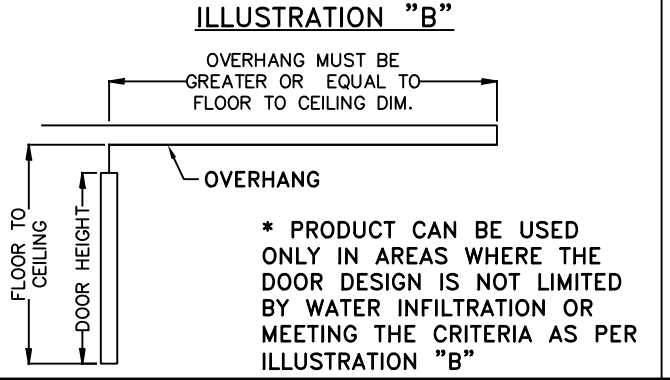 ILLUSTRATION "B"
OVERHANG MUST BE
GREATER OR EQUAL TO
FLOOR TO CEILING DIM.
OVERHANG
FLOOR TO
CEILING
DOOR HEIGHT
* PRODUCT CAN BE USED
ONLY IN AREAS WHERE THE
DOOR DESIGN IS NOT LIMITED
BY WATER INFILTRATION OR
MEETING THE CRITERIA AS PER
ILLUSTRATION "B"